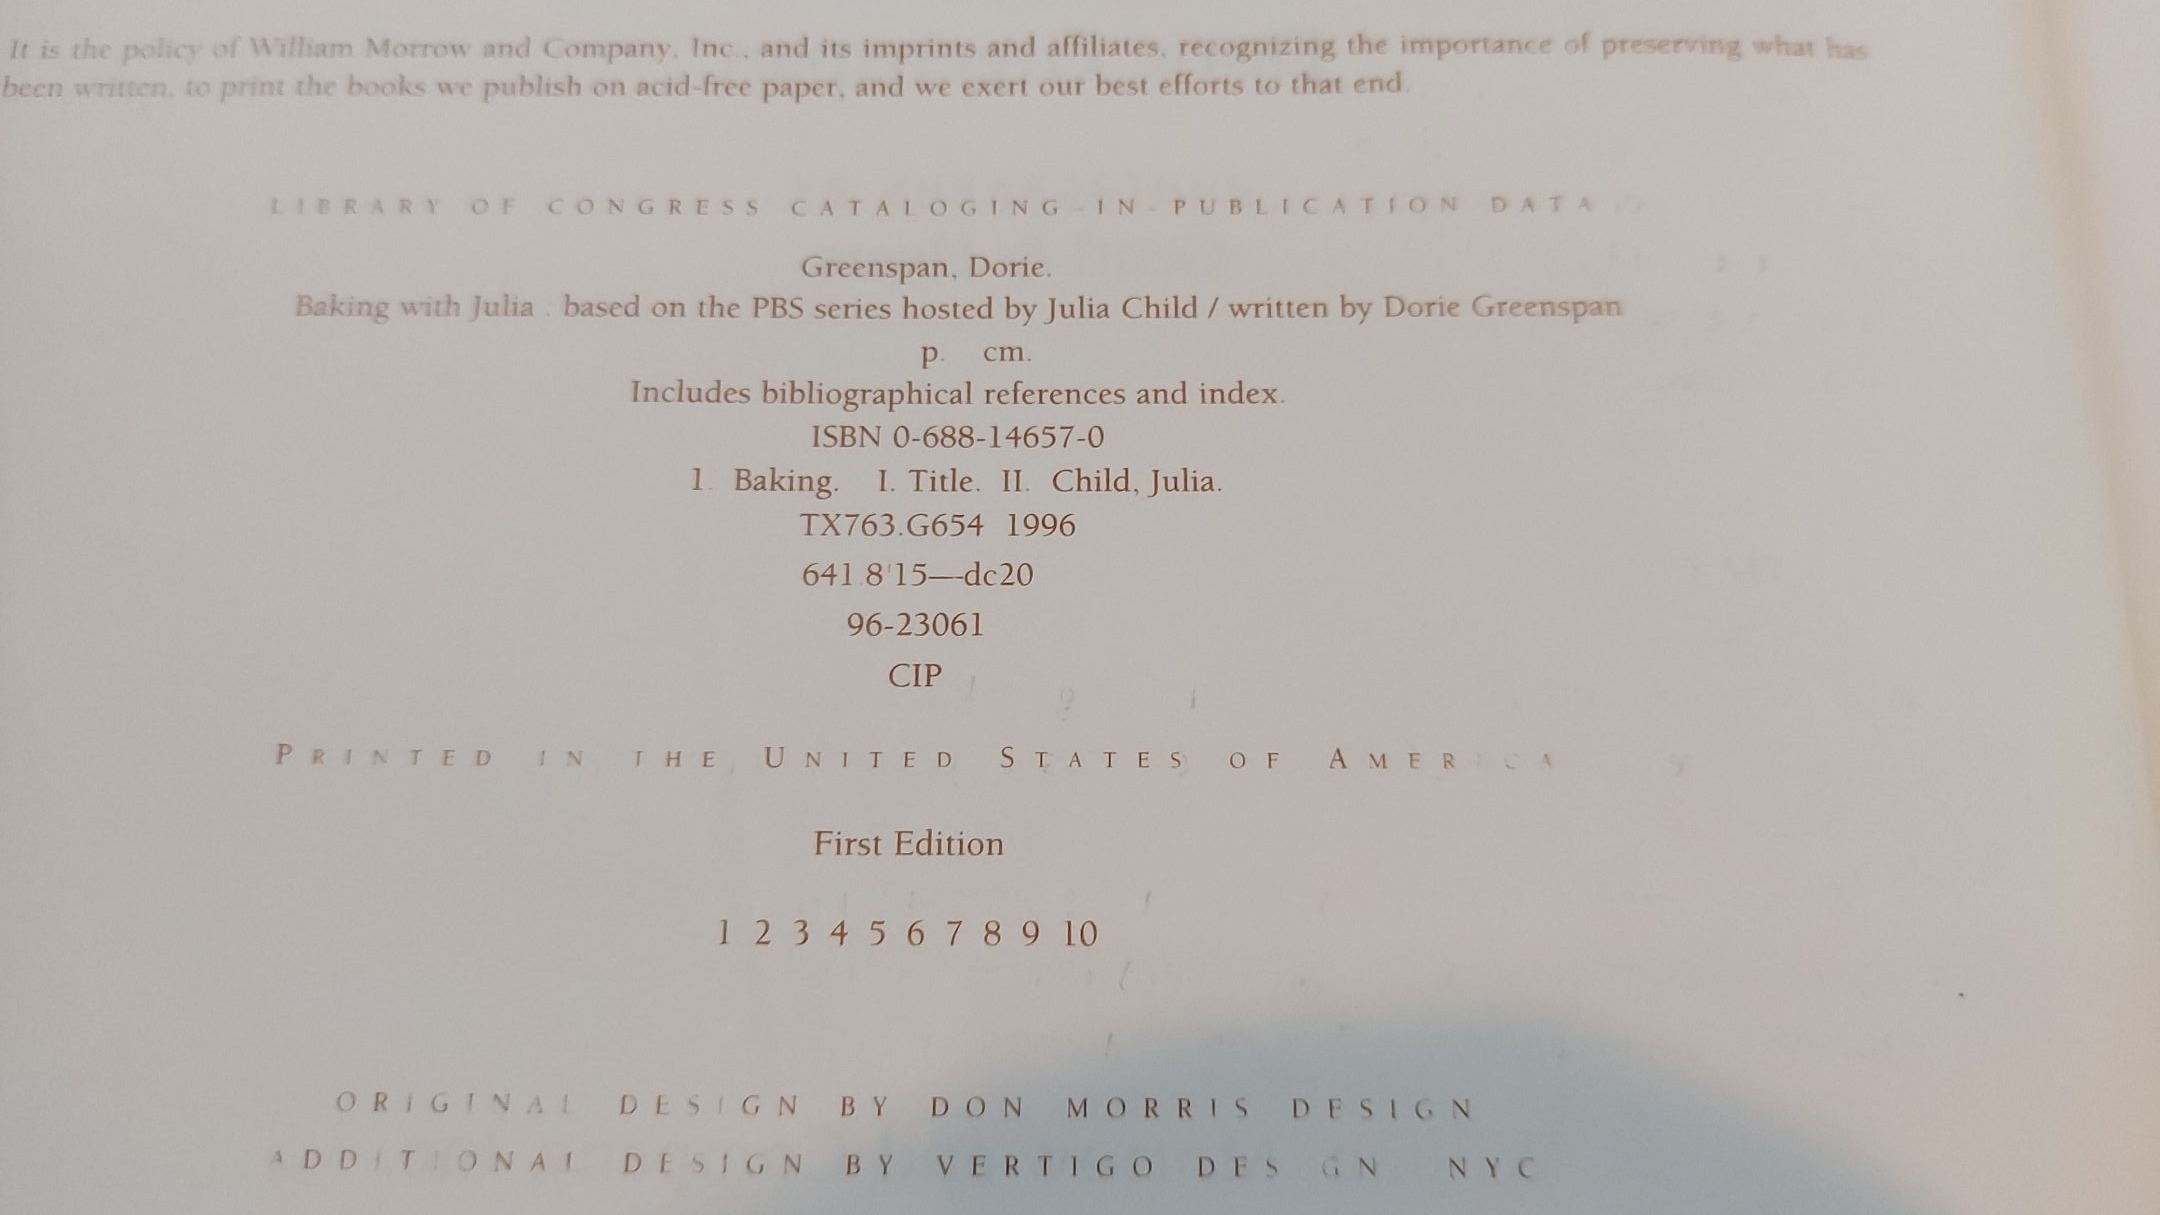 It is the policy of William Morrow and Company, Inc., and its imprints and affiliates, recognizing the importance of preserving what has
been written, to print the books we publish on acid-free paper, and we exert our best efforts to that end.
LIBRARY OF CONGRESS CATALOGING-IN-PUBLICATION DATA
Greenspan, Dorie.
Baking with Julia : based on the PBS series hosted by Julia Child / written by Dorie Greenspan
p. cm.
Includes bibliographical references and index.
ISBN 0-688-14657-0
1. Baking. I. Title. II. Child, Julia.
TX763.G654 1996
641.8'15—dc20
96-23061
CIP
PRINTED IN THE UNITED STATES OF AMERICA
First Edition
1 2 3 4 5 6 7 8 9 10
ORIGINAL DESIGN BY DON MORRIS DESIGN
ADDITIONAL DESIGN BY VERTIGO DESIGN NYC